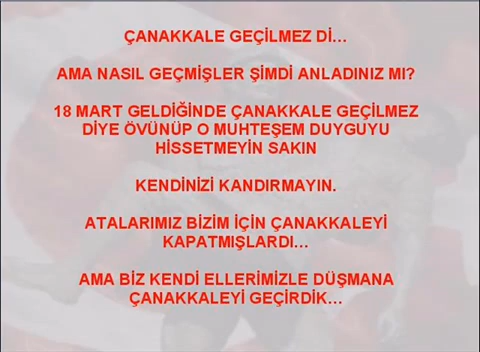 ÇANAKKALE GEÇİLMEZ Dİ...
AMA NASIL GEÇMİŞLER ŞİMDİ ANLADINIZ MI?
18 MART GELDİĞİNDE ÇANAKKALE GEÇİLMEZ
DİYE ÖVÜNÜP O MUHTEŞEM DUYGUYU
HİSSETMEYİN SAKIN
KENDİNİZİ KANDIRMAYIN.
ATALARIMIZ BİZİM İÇİN ÇANAKKALEYİ
KAPATMIŞLARDI...
AMA BİZ KENDİ ELLERİMİZLE DÜŞMANA
ÇANAKKALEYİ GEÇİRDİK...